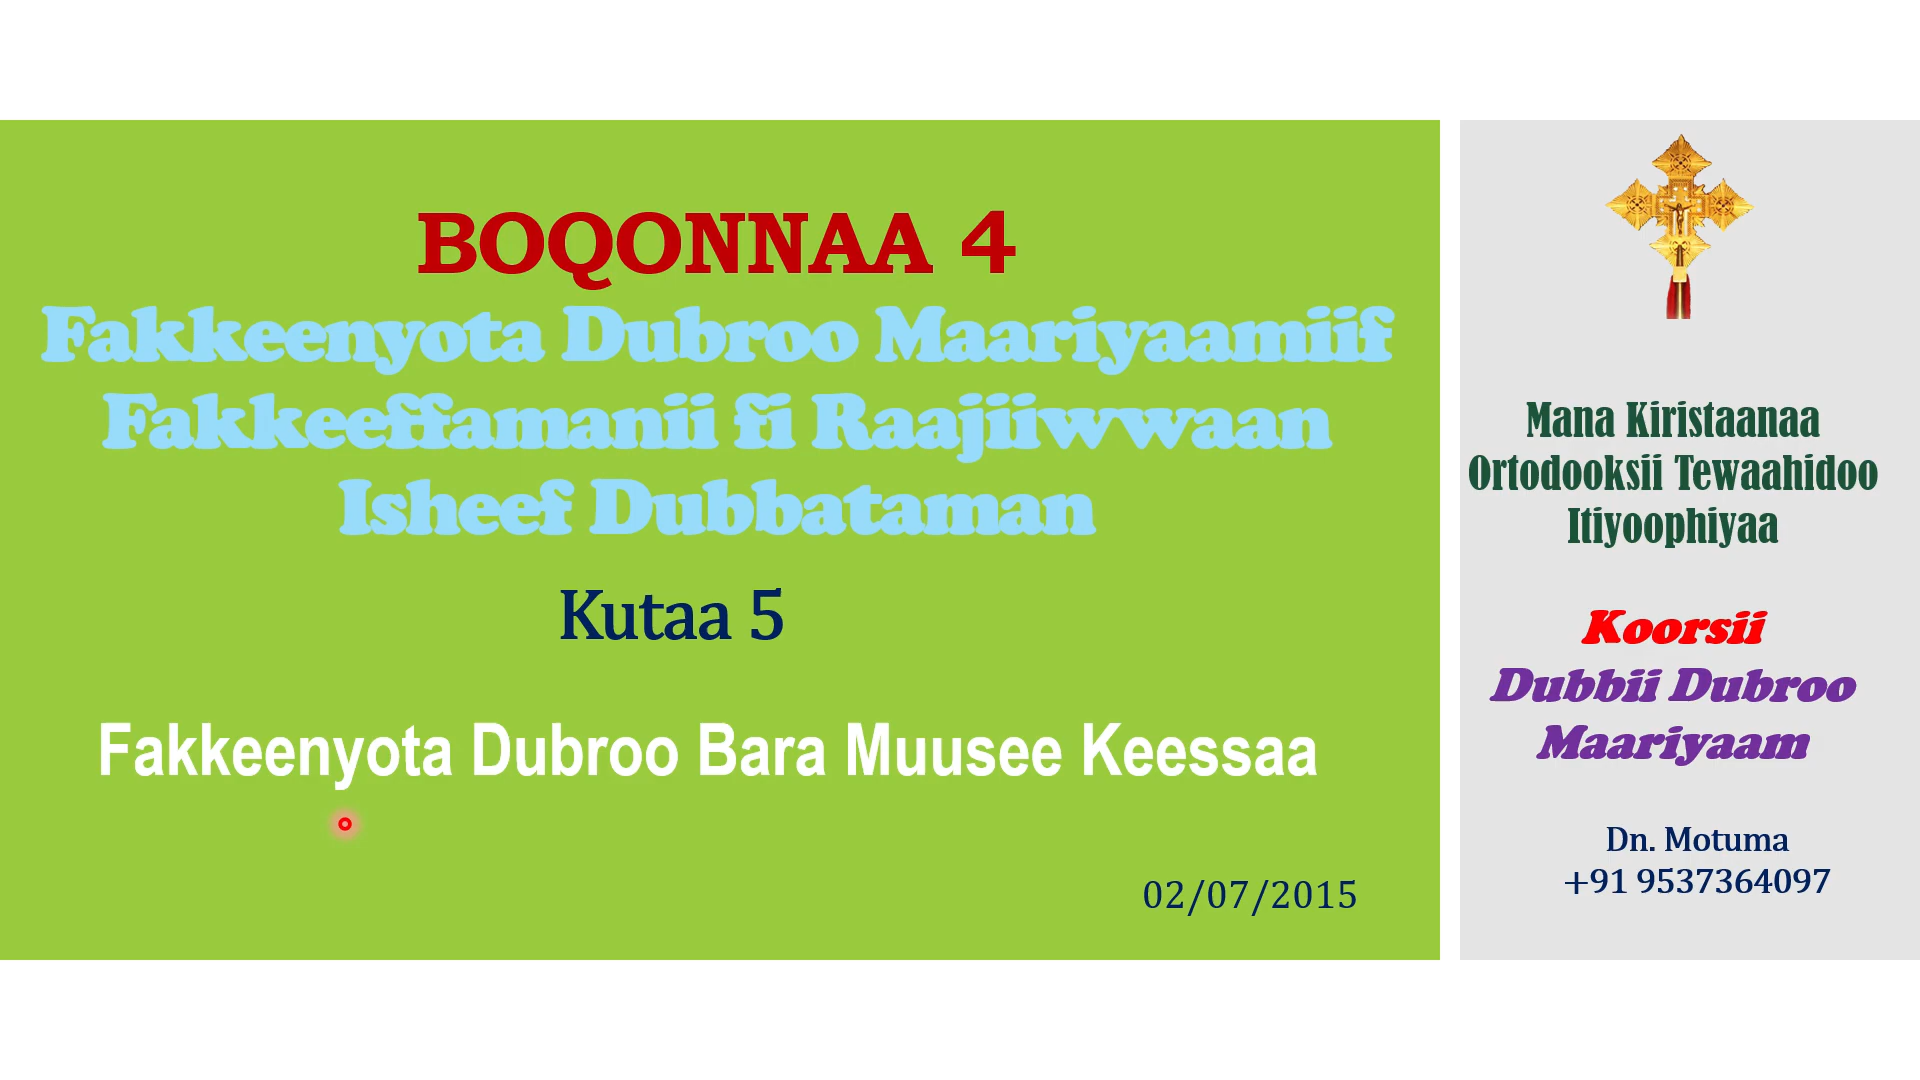 BOQONNAA 4
Fakkeenyota Dubroo Maariyaamiif
Fakkeeffamanii fi Raajiiwwaan
Isheef Dubbataman
Kutaa 5
Fakkeenyota Dubroo Bara Muusee Keessaa
02/07/2015
Mana Kiristaanaa
Ortodooksii Tewaahidoo
Itiyoophiyaa
Koorsii
Dubbii Dubroo
Maariyaam
Dn. Motuma
+91 9537364097